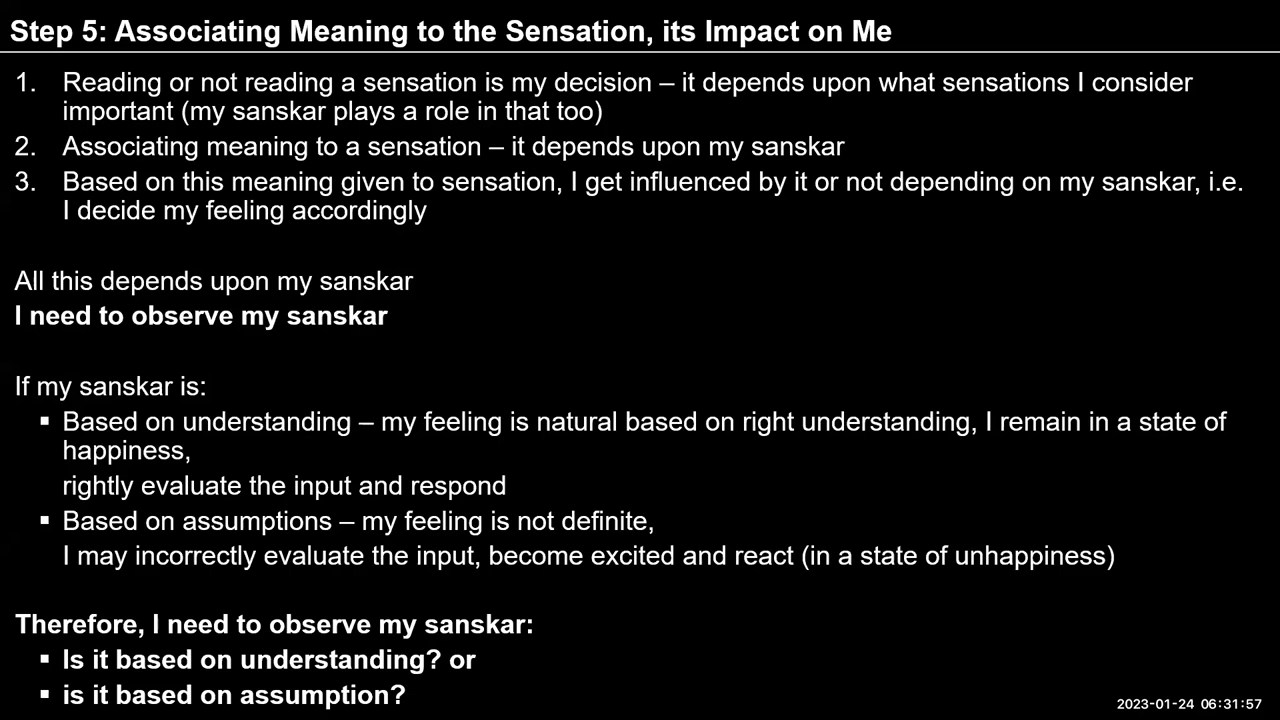 Step 5: Associating Meaning to the Sensation, its Impact on Me
1. Reading or not reading a sensation is my decision – it depends upon what sensations I consider
important (my sanskar plays a role in that too)
2. Associating meaning to a sensation – it depends upon my sanskar
3. Based on this meaning given to sensation, I get influenced by it or not depending on my sanskar, i.e.
I decide my feeling accordingly
All this depends upon my sanskar
I need to observe my sanskar
If my sanskar is:
▪ Based on understanding – my feeling is natural based on right understanding, I remain in a state of
happiness,
rightly evaluate the input and respond
▪ Based on assumptions – my feeling is not definite,
I may incorrectly evaluate the input, become excited and react (in a state of unhappiness)
Therefore, I need to observe my sanskar:
▪ Is it based on understanding? or
▪ is it based on assumption?
2023-01-24 06:31:57